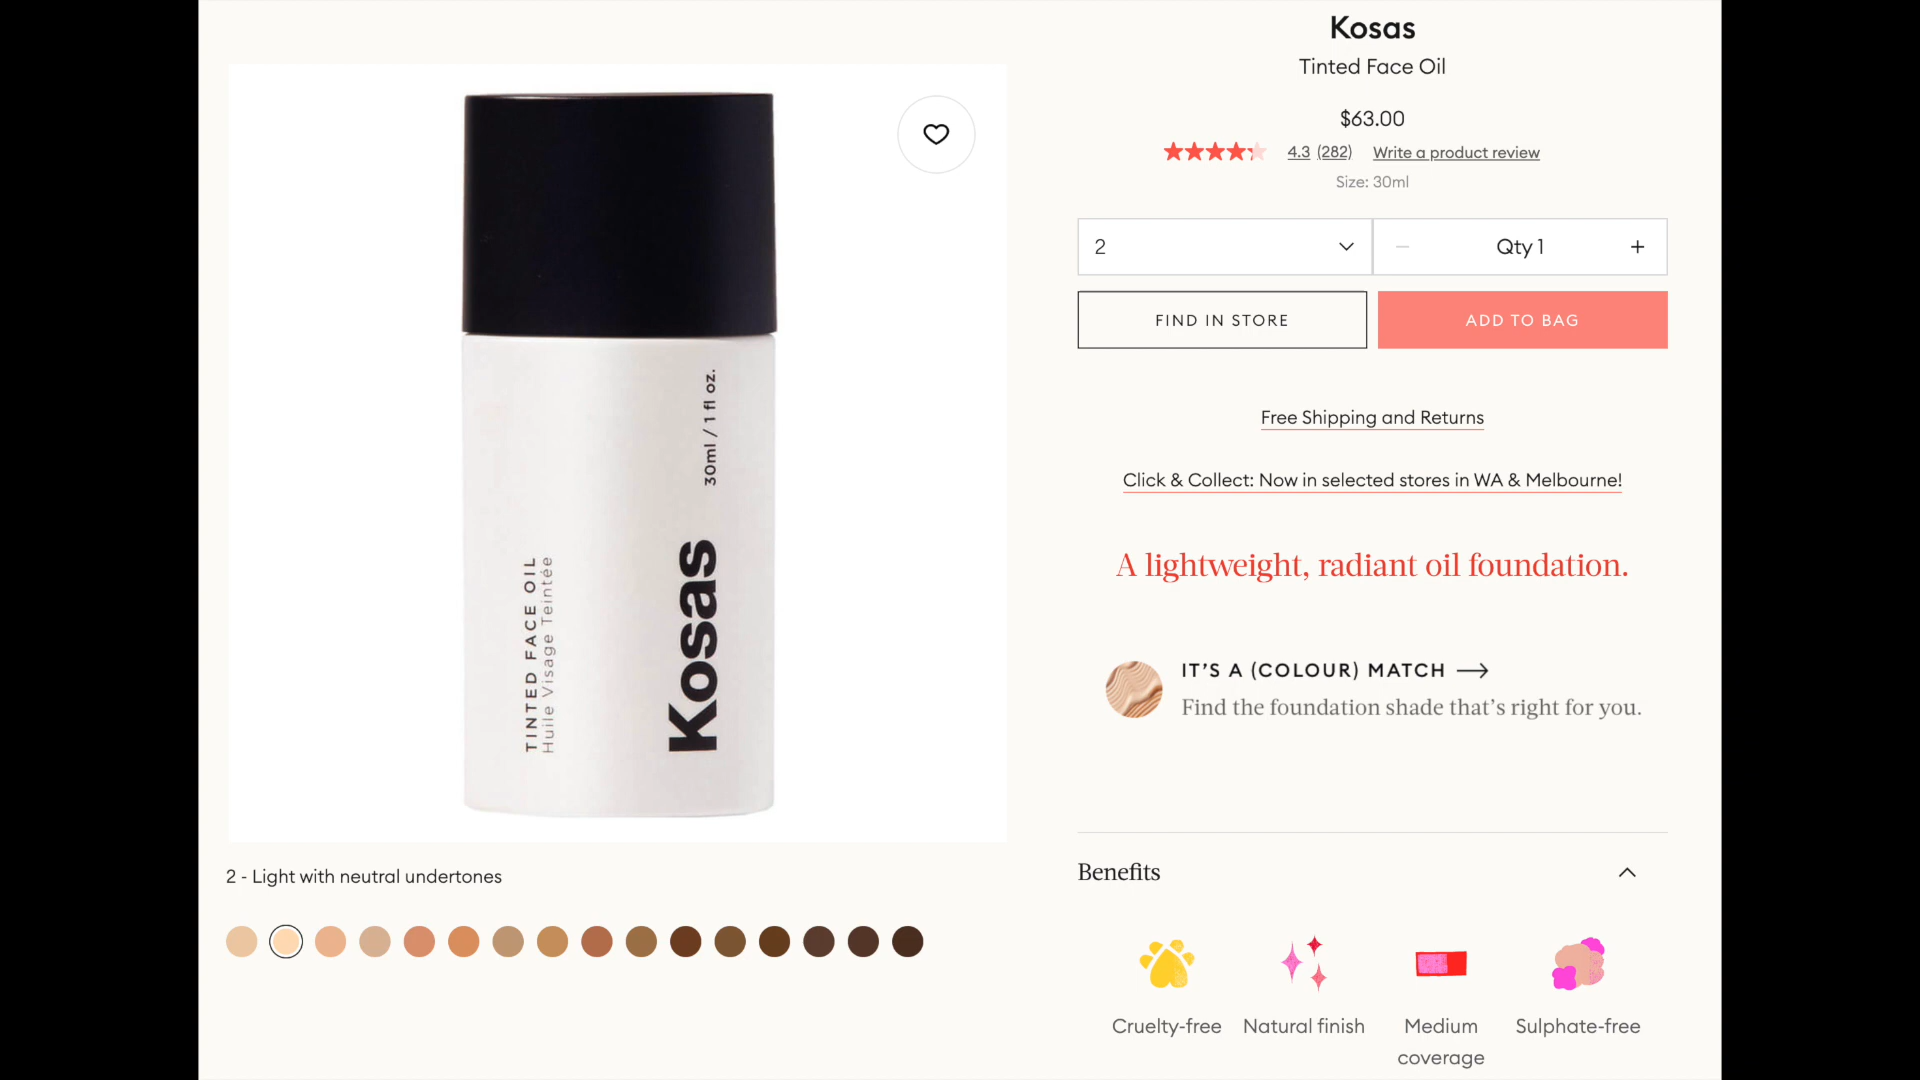 Kosas
Tinted Face Oil
$63.00
4.3 (282) Write a product review
Size: 30ml
2
Qty 1
FIND IN STORE
ADD TO BAG
Free Shipping and Returns
Click & Collect: Now in selected stores in WA & Melbourne!
A lightweight, radiant oil foundation.
IT'S A (COLOUR) MATCH
Find the foundation shade that's right for you.
30ml / 1 fl oz.
Kosas
TINTED FACE OIL
Huile Visage Teintée
2 - Light with neutral undertones
Benefits
Cruelty-free
Natural finish
Medium
coverage
Sulphate-free